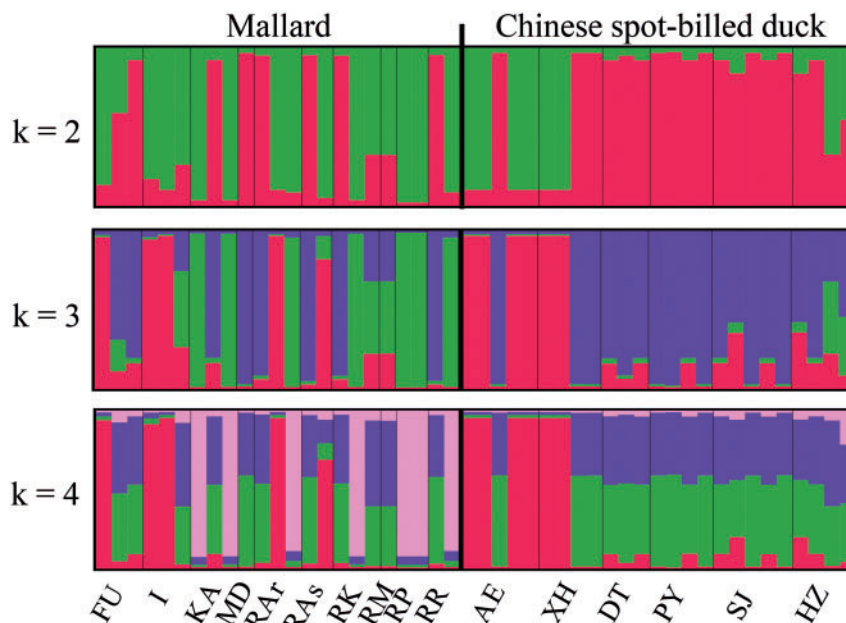 Mallard Chinese spot-billed duck
k = 2
k = 3
k = 4
FU I KA MD RAr RAs RK RM RP RR AE XH DT PY SJ HZ